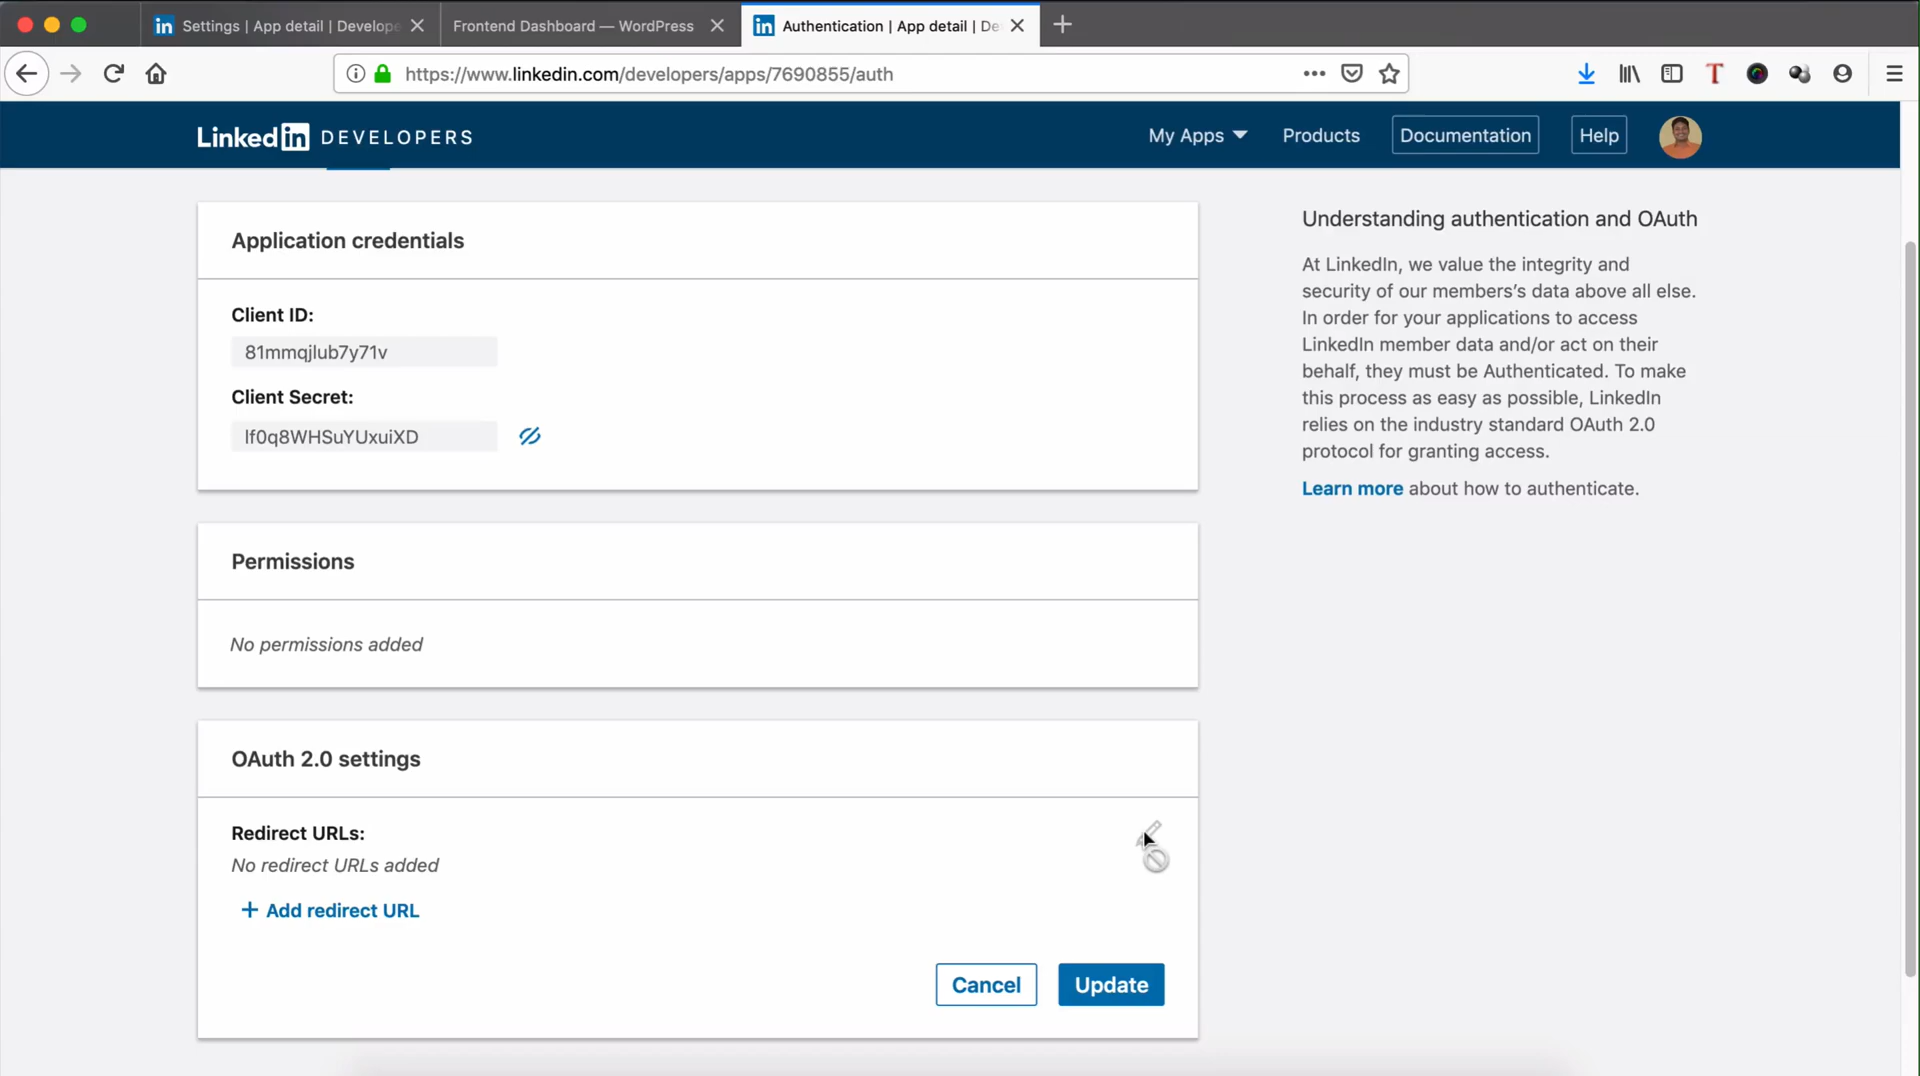 Settings | App detail | Develope
Frontend Dashboard — WordPress
Authentication | App detail | De
https://www.linkedin.com/developers/apps/7690855/auth
LinkedIn DEVELOPERS
My Apps
Products
Documentation
Help
Application credentials
Client ID:
81mmqjlub7y71v
Client Secret:
lf0q8WHSuYUxuiXD
Permissions
No permissions added
OAuth 2.0 settings
Redirect URLs:
No redirect URLs added
+ Add redirect URL
Cancel
Update
Understanding authentication and OAuth
At LinkedIn, we value the integrity and
security of our members’s data above all else.
In order for your applications to access
LinkedIn member data and/or act on their
behalf, they must be Authenticated. To make
this process as easy as possible, LinkedIn
relies on the industry standard OAuth 2.0
protocol for granting access.
Learn more about how to authenticate.